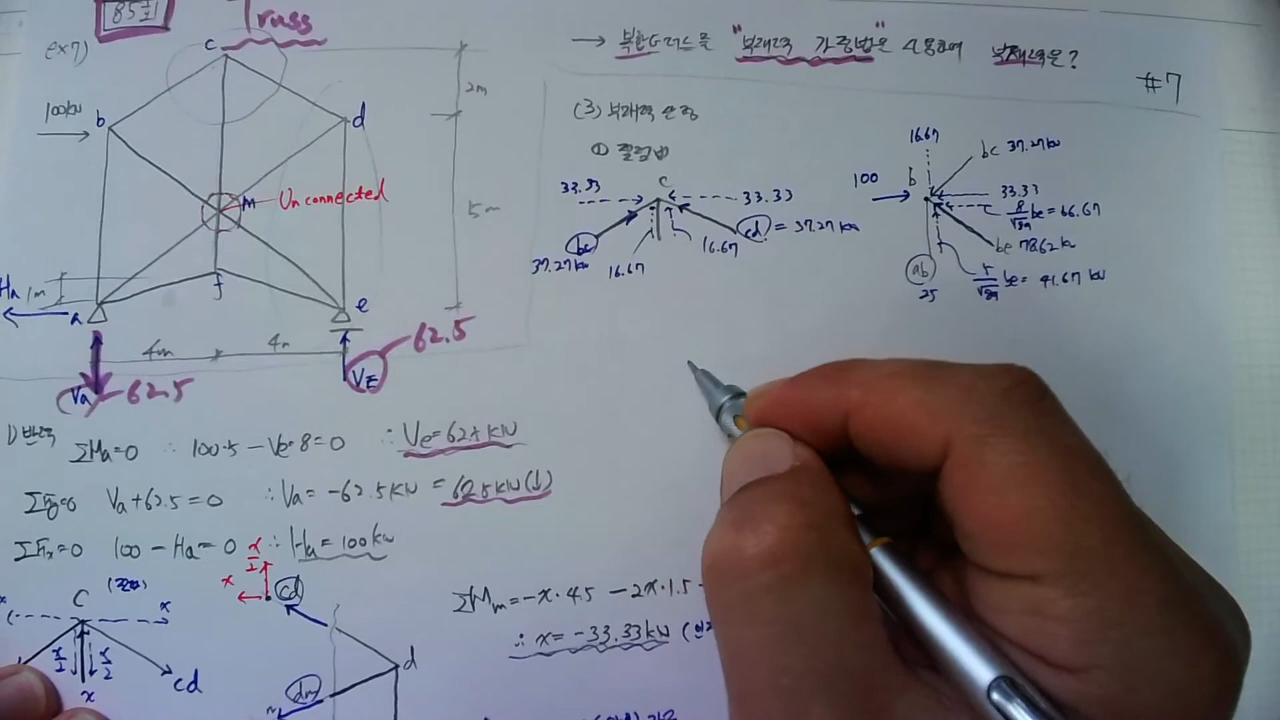 85회
Truss
ex7)
100kN
a
b
c
d
e
f
m
Unconnected
2m
5m
1m
4m
4m
Ha
Va
62.5
VE
62.5
→ 복합트러스를 "부재력 가정법"을 사용하여 부재력은?
#7
(3) 부재력 산정
① 절점법
c
33.33
33.33
bc
37.27kN
16.67
16.67
cd = 37.27kN
16.67
100
b
bc 37.27kN
33.33
be = 66.67
be 78.62kN
be = 41.67 kN
ab
25
1) 반력
ΣMa=0 ∴ 100·5 − Ve·8=0 ∴ Ve=62.5kN
ΣFy=0 Va+62.5=0 ∴ Va= −62.5kN = 62.5kN(↓)
ΣFx=0 100 − Ha=0 ∴ Ha=100kN
C
x
x
x/2
x/2
x
cd
x
x/2
cd
d
dm
ΣMm= −x·4.5 − 2x·1.5
∴ x= −33.33kN